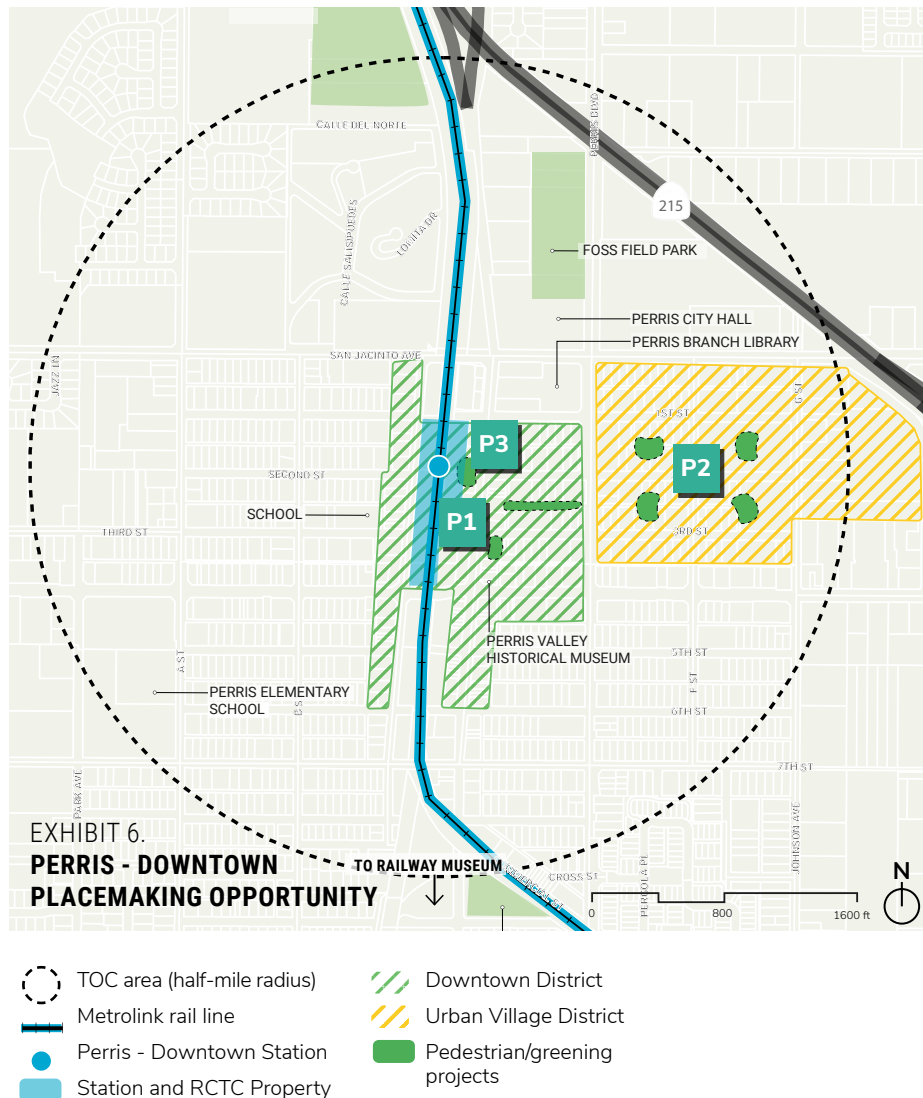 CALLE DEL NORTE
PERRIS BLVD
215
CALLE SALISIPUEDES
LOMITA DR
FOSS FIELD PARK
PERRIS CITY HALL
PERRIS BRANCH LIBRARY
SAN JACINTO AVE
G ST
1ST ST
P3
P2
SECOND ST
SCHOOL
P1
THIRD ST
3RD ST
PERRIS VALLEY
HISTORICAL MUSEUM
5TH ST
A ST
F ST
PERRIS ELEMENTARY
SCHOOL
D S
6TH ST
7TH ST
PARK AVE
JOHNSON AVE
EXHIBIT 6.
PERRIS - DOWNTOWN
PLACEMAKING OPPORTUNITY
TO RAILWAY MUSEUM
CROSS ST
PERGOLA PL
N
0 800 1600 ft
TOC area (half-mile radius)
Metrolink rail line
Perris - Downtown Station
Station and RCTC Property
Downtown District
Urban Village District
Pedestrian/greening
projects